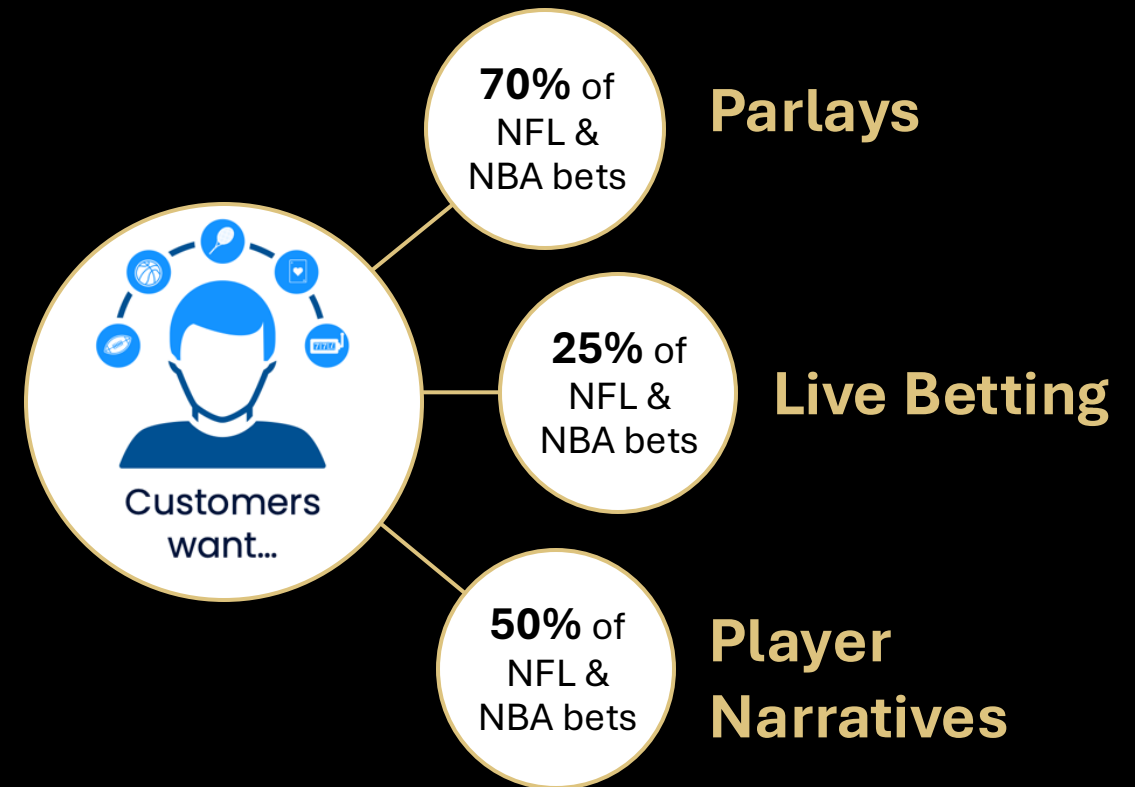 70% of
NFL &
NBA bets
Parlays
25% of
NFL &
NBA bets
Live Betting
Customers
want...
50% of
NFL &
NBA bets
Player
Narratives